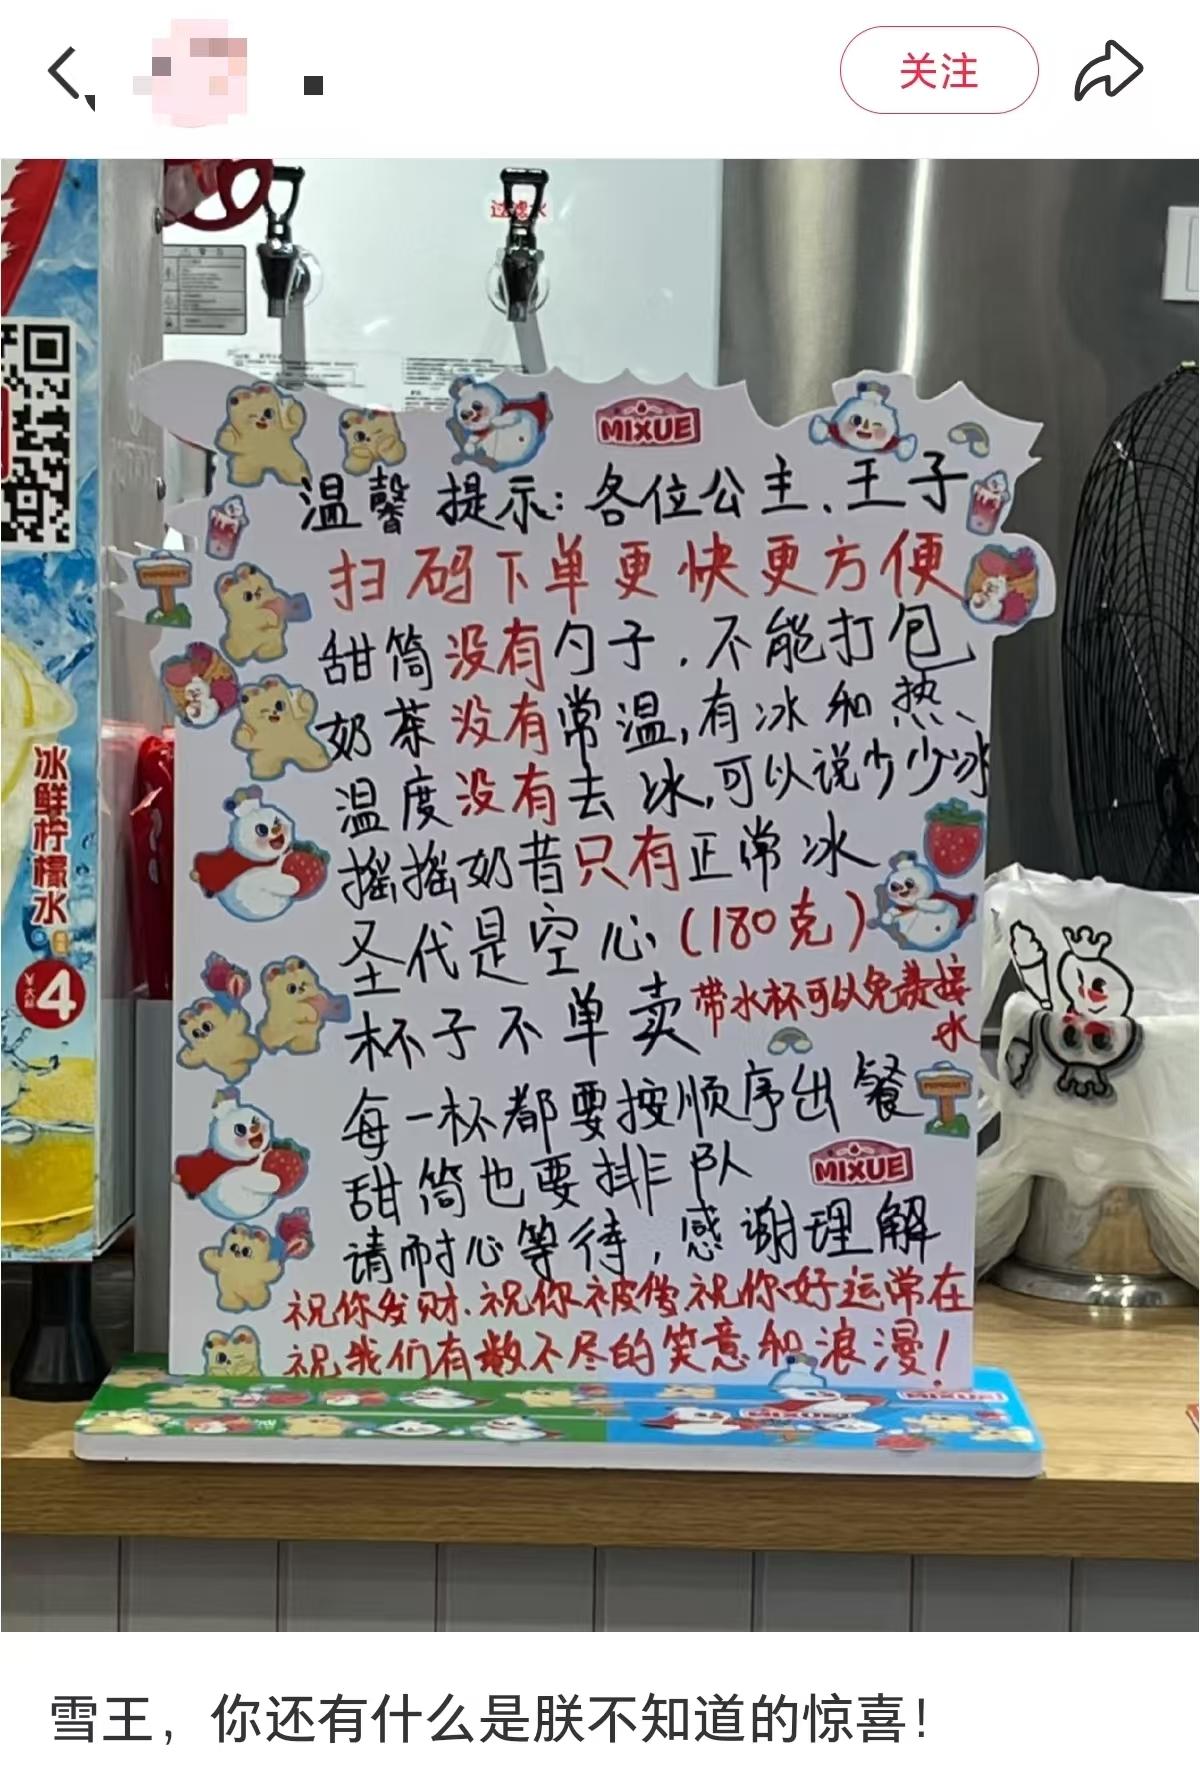 关注
过滤水
MIXUE
温馨提示:各位公主、王子
扫码下单更快更方便
甜筒没有勺子,不能打包
奶茶没有常温,有冰和热、
温度没有去冰,可以说少少冰
摇摇奶昔只有正常冰
圣代是空心(180克)
杯子不单卖 带水杯可以免费接水
每一杯都要按顺序出餐
甜筒也要排队
MIXUE
请耐心等待,感谢理解
祝你发财.祝你被爱祝你好运常在
祝我们有数不尽的笑意和浪漫!
MIXUE
MIXUE
冰鲜柠檬水
¥4
雪王，你还有什么是朕不知道的惊喜！